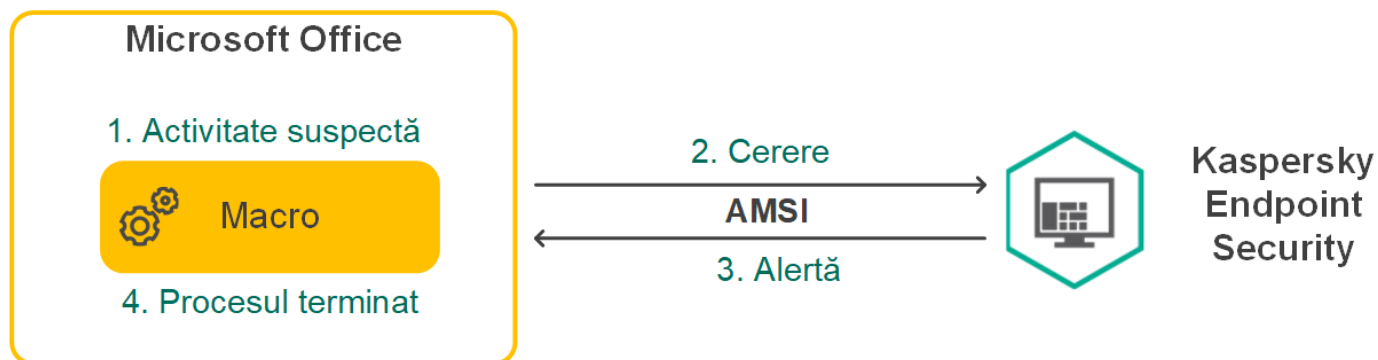 Microsoft Office
1. Activitate suspectă
Macro
4. Procesul terminat
2. Cerere
AMSI
3. Alertă
Kaspersky
Endpoint
Security